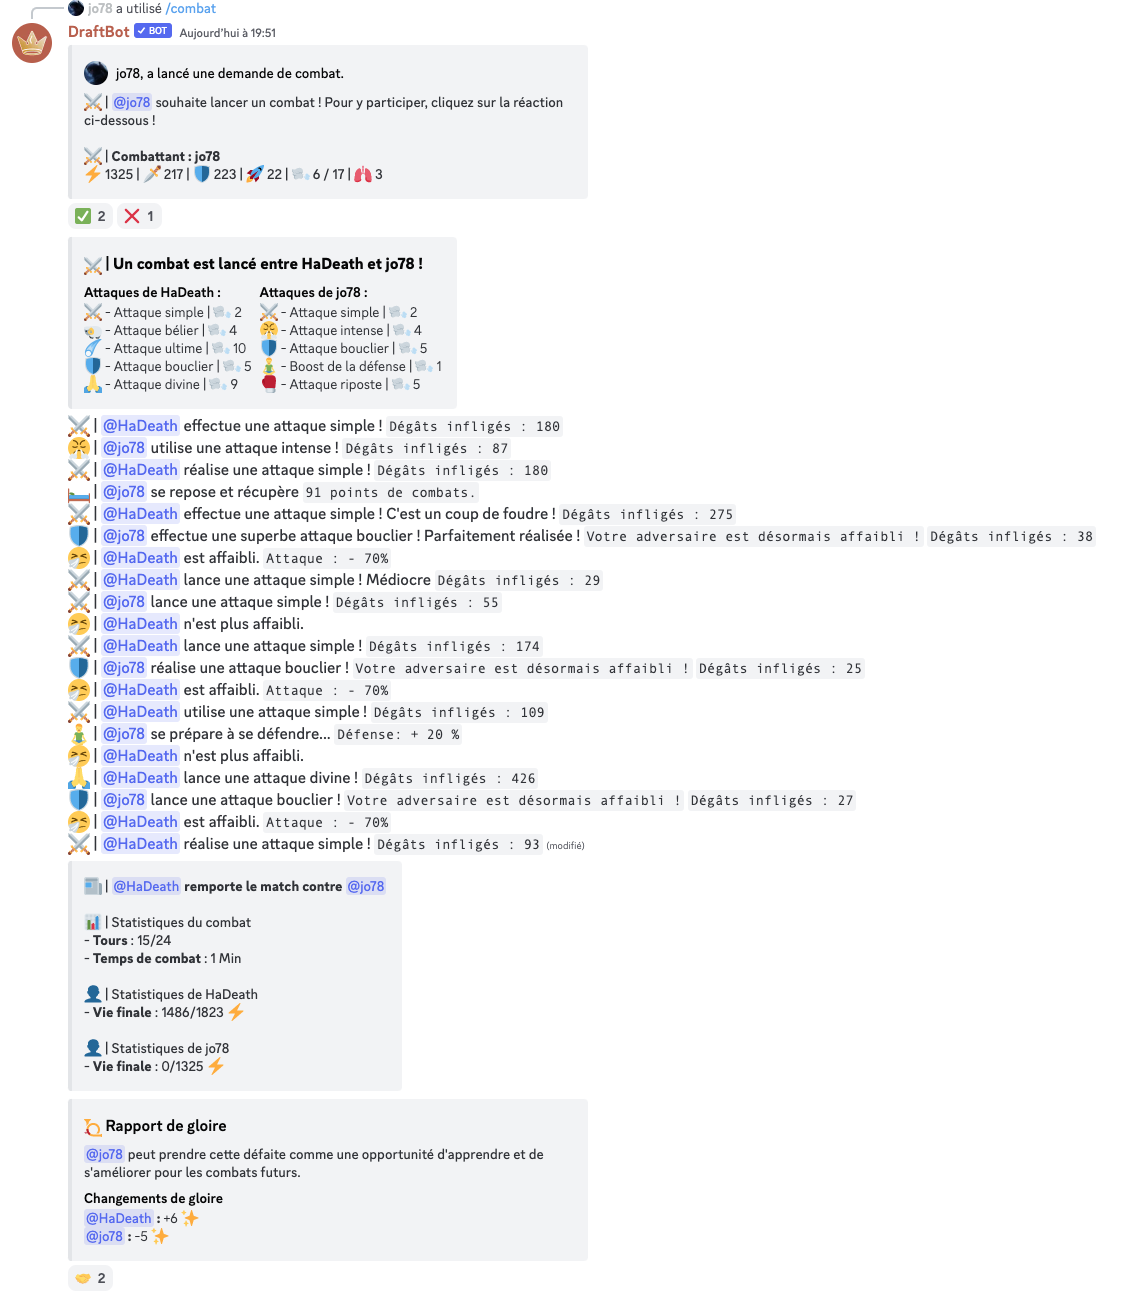 jo78 a utilisé /combat
DraftBot ✓ BOT Aujourd'hui à 19:51
jo78, a lancé une demande de combat.
⚔️ | @jo78 souhaite lancer un combat ! Pour y participer, cliquez sur la réaction
ci-dessous !
⚔️ | Combattant : jo78
⚡ 1325 | 🗡️ 217 | 🛡️ 223 | 🚀 22 | 🌬️ 6 / 17 | 🫁 3
✅ 2 ❌ 1
⚔️ | Un combat est lancé entre HaDeath et jo78 !
Attaques de HaDeath :
⚔️ - Attaque simple | 🌬️ 2
🐏 - Attaque bélier | 🌬️ 4
☄️ - Attaque ultime | 🌬️ 10
🛡️ - Attaque bouclier | 🌬️ 5
🙏 - Attaque divine | 🌬️ 9
Attaques de jo78 :
⚔️ - Attaque simple | 🌬️ 2
😤 - Attaque intense | 🌬️ 4
🛡️ - Attaque bouclier | 🌬️ 5
🧘 - Boost de la défense | 🌬️ 1
🥊 - Attaque riposte | 🌬️ 5
⚔️ | @HaDeath effectue une attaque simple ! Dégâts infligés : 180
😤 | @jo78 utilise une attaque intense ! Dégâts infligés : 87
⚔️ | @HaDeath réalise une attaque simple ! Dégâts infligés : 180
🛏️ | @jo78 se repose et récupère 91 points de combats.
⚔️ | @HaDeath effectue une attaque simple ! C'est un coup de foudre ! Dégâts infligés : 275
🛡️ | @jo78 effectue une superbe attaque bouclier ! Parfaitement réalisée ! Votre adversaire est désormais affaibli ! Dégâts infligés : 38
🤧 | @HaDeath est affaibli. Attaque : - 70%
⚔️ | @HaDeath lance une attaque simple ! Médiocre Dégâts infligés : 29
⚔️ | @jo78 lance une attaque simple ! Dégâts infligés : 55
🤧 | @HaDeath n'est plus affaibli.
⚔️ | @HaDeath lance une attaque simple ! Dégâts infligés : 174
🛡️ | @jo78 réalise une attaque bouclier ! Votre adversaire est désormais affaibli ! Dégâts infligés : 25
🤧 | @HaDeath est affaibli. Attaque : - 70%
⚔️ | @HaDeath utilise une attaque simple ! Dégâts infligés : 109
🧘 | @jo78 se prépare à se défendre... Défense: + 20 %
🤧 | @HaDeath n'est plus affaibli.
🙏 | @HaDeath lance une attaque divine ! Dégâts infligés : 426
🛡️ | @jo78 lance une attaque bouclier ! Votre adversaire est désormais affaibli ! Dégâts infligés : 27
🤧 | @HaDeath est affaibli. Attaque : - 70%
⚔️ | @HaDeath réalise une attaque simple ! Dégâts infligés : 93 (modifié)
📰 | @HaDeath remporte le match contre @jo78
📊 | Statistiques du combat
- Tours : 15/24
- Temps de combat : 1 Min
👤 | Statistiques de HaDeath
- Vie finale : 1486/1823 ⚡
👤 | Statistiques de jo78
- Vie finale : 0/1325 ⚡
📯 Rapport de gloire
@jo78 peut prendre cette défaite comme une opportunité d'apprendre et de
s'améliorer pour les combats futurs.
Changements de gloire
@HaDeath : +6 ✨
@jo78 : -5 ✨
🤝 2